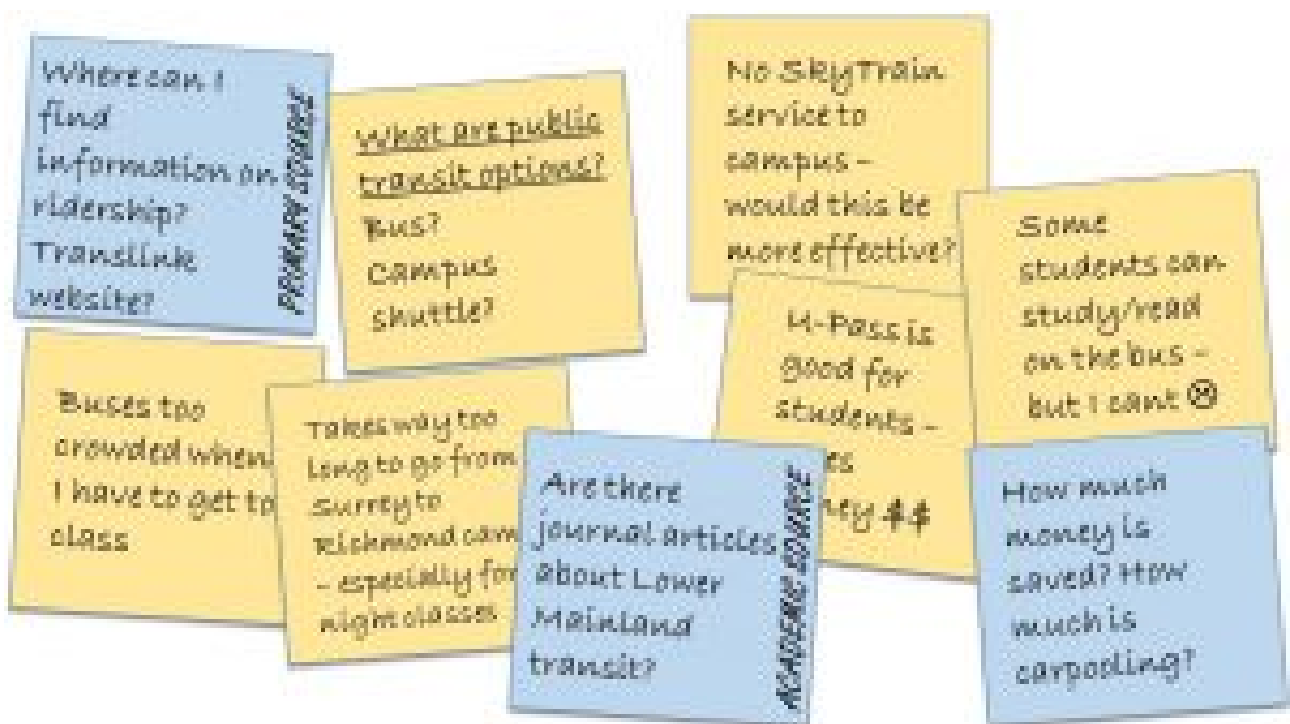 Where can I
find
information on
ridership?
Translink
website?
PRIMARY SOURCE
What are public
transit options?
Bus?
Campus
shuttle?
No SkyTrain
service to
campus –
would this be
more effective?
Some
students can
study/read
on the bus –
but I cant ☹
Buses too
crowded when
I have to get to
class
Takes way too
long to go from
Surrey to
Richmond cam
– especially for
night classes
Are there
journal articles
about Lower
Mainland
transit?
ACADEMIC SOURCE
U-Pass is
good for
students –
$$
How much
money is
saved? How
much is
carpooling?